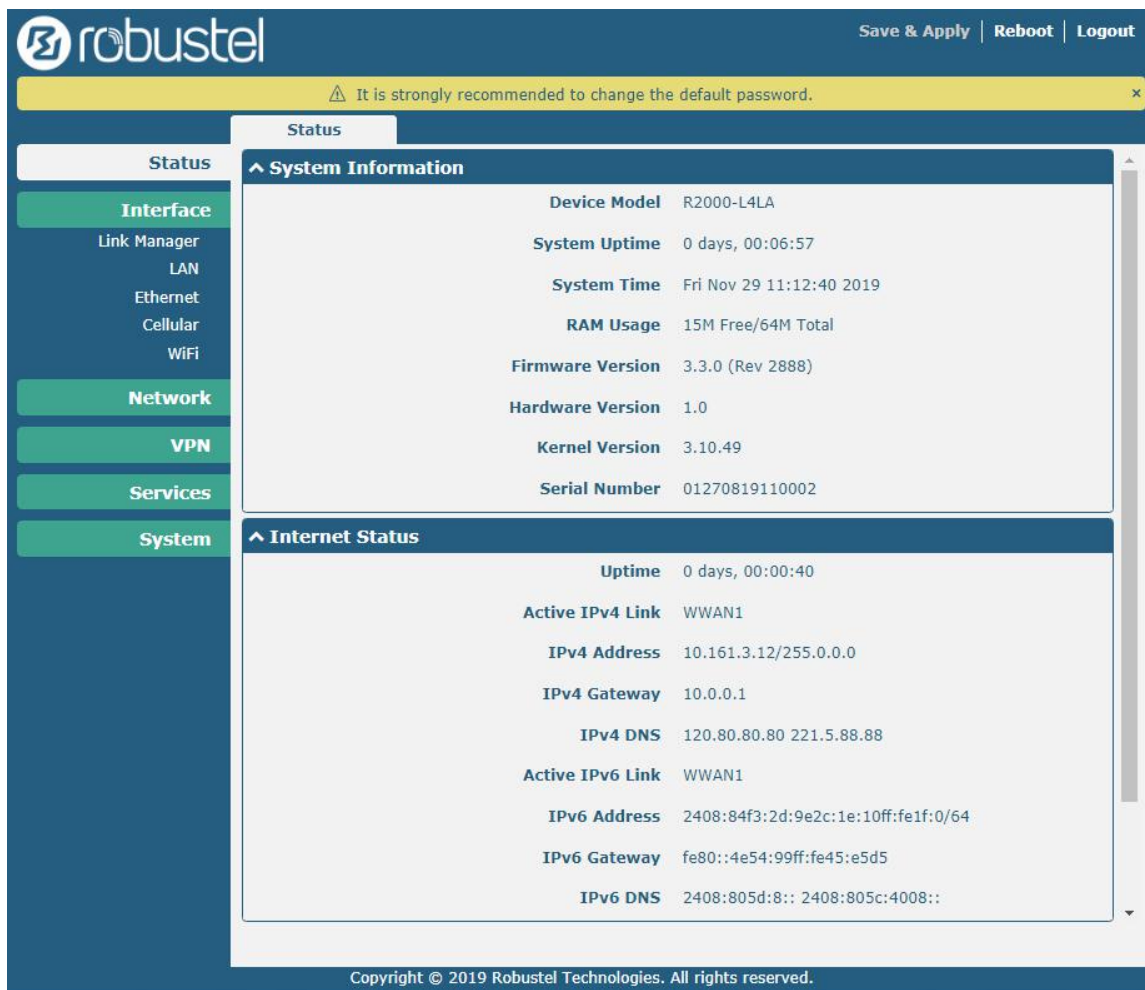 robustel
Save & Apply | Reboot | Logout
⚠ It is strongly recommended to change the default password. ×
Status
Status
Interface
Link Manager
LAN
Ethernet
Cellular
WiFi
Network
VPN
Services
System
System Information
Device Model R2000-L4LA
System Uptime 0 days, 00:06:57
System Time Fri Nov 29 11:12:40 2019
RAM Usage 15M Free/64M Total
Firmware Version 3.3.0 (Rev 2888)
Hardware Version 1.0
Kernel Version 3.10.49
Serial Number 01270819110002
Internet Status
Uptime 0 days, 00:00:40
Active IPv4 Link WWAN1
IPv4 Address 10.161.3.12/255.0.0.0
IPv4 Gateway 10.0.0.1
IPv4 DNS 120.80.80.80 221.5.88.88
Active IPv6 Link WWAN1
IPv6 Address 2408:84f3:2d:9e2c:1e:10ff:fe1f:0/64
IPv6 Gateway fe80::4e54:99ff:fe45:e5d5
IPv6 DNS 2408:805d:8:: 2408:805c:4008::
Copyright © 2019 Robustel Technologies. All rights reserved.